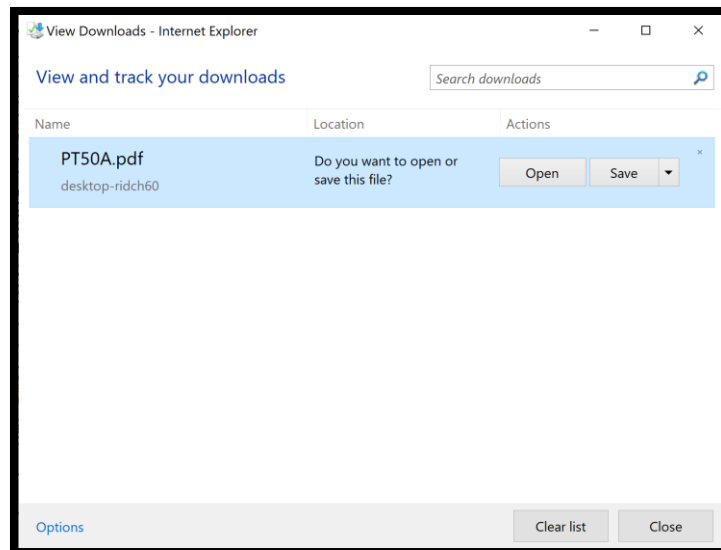 View Downloads - Internet Explorer
View and track your downloads
Search downloads
Name Location Actions
PT50A.pdf
desktop-ridch60
Do you want to open or
save this file?
Open Save
Options
Clear list Close